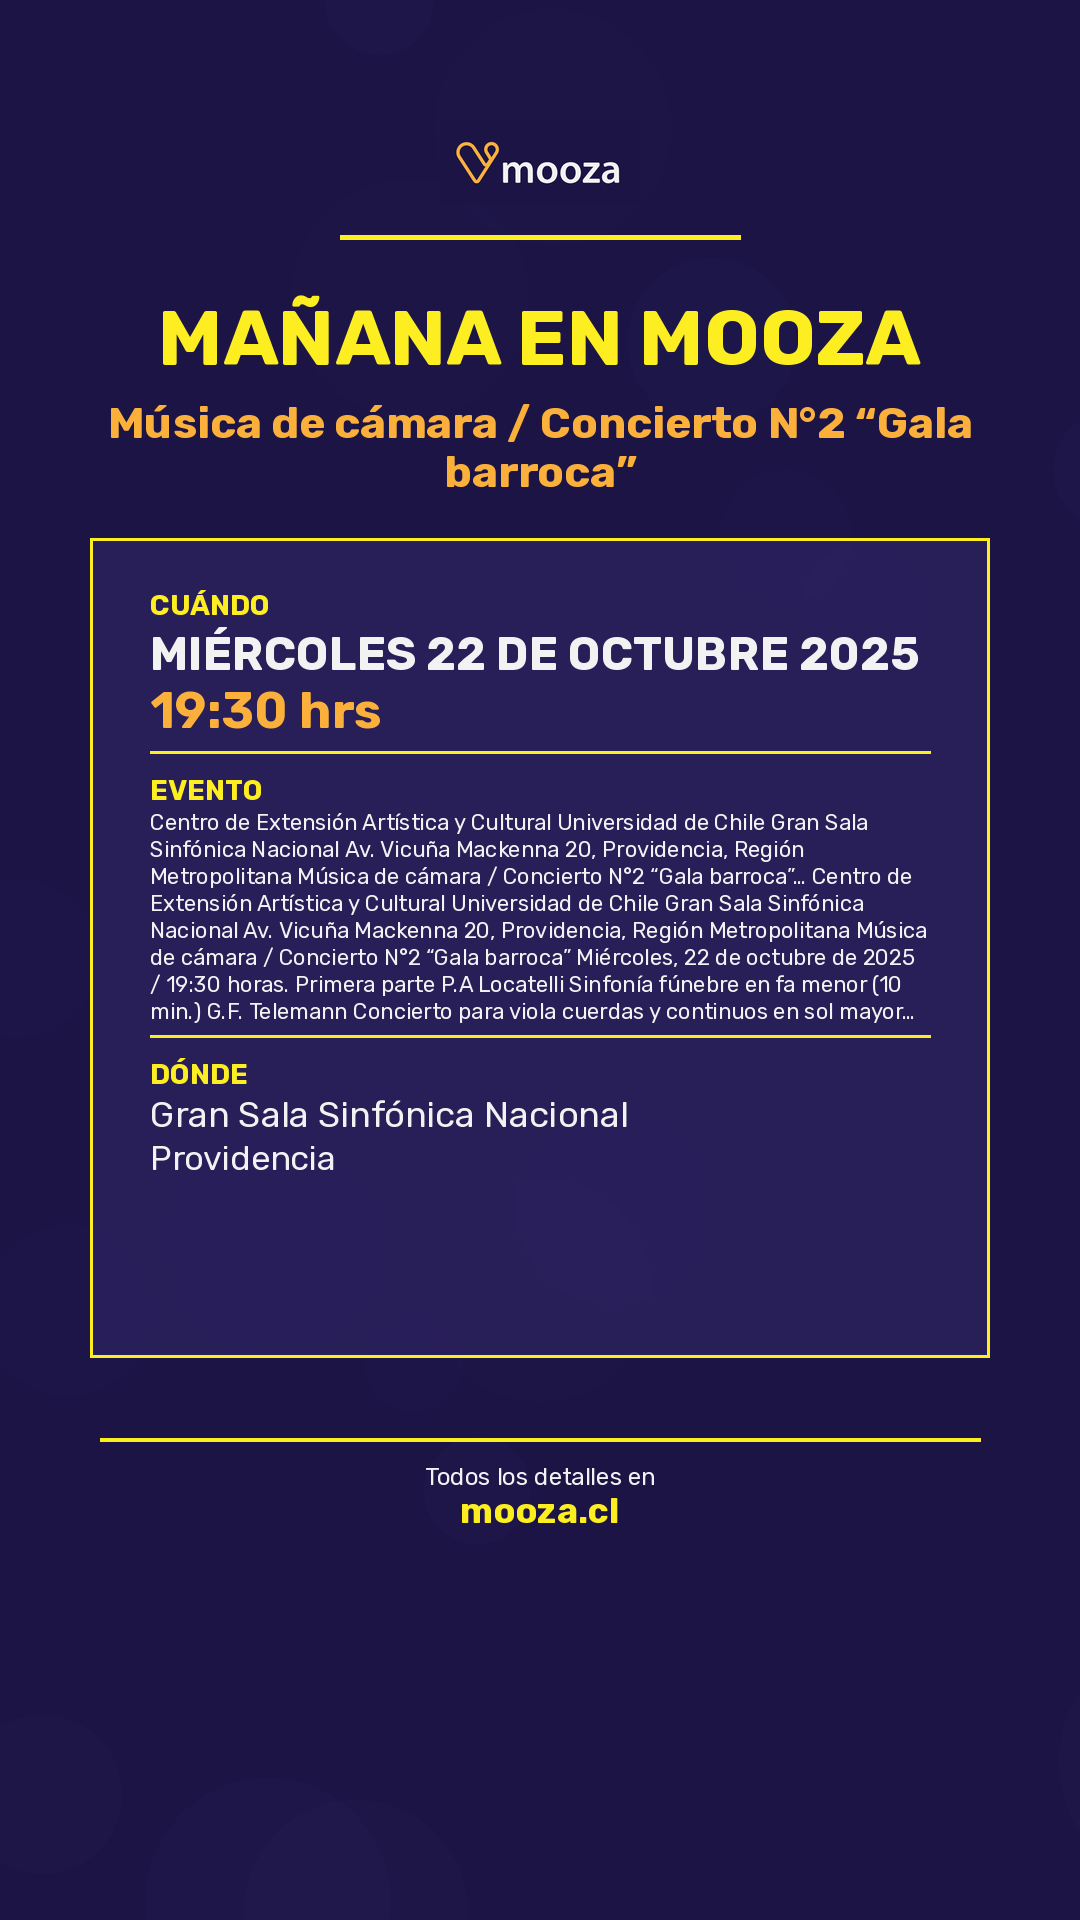 mooza
MAÑANA EN MOOZA
Música de cámara / Concierto N°2 “Gala
barroca”
CUÁNDO
MIÉRCOLES 22 DE OCTUBRE 2025
19:30 hrs
EVENTO
Centro de Extensión Artística y Cultural Universidad de Chile Gran Sala
Sinfónica Nacional Av. Vicuña Mackenna 20, Providencia, Región
Metropolitana Música de cámara / Concierto N°2 “Gala barroca”… Centro de
Extensión Artística y Cultural Universidad de Chile Gran Sala Sinfónica
Nacional Av. Vicuña Mackenna 20, Providencia, Región Metropolitana Música
de cámara / Concierto N°2 “Gala barroca” Miércoles, 22 de octubre de 2025
/ 19:30 horas. Primera parte P.A Locatelli Sinfonía fúnebre en fa menor (10
min.) G.F. Telemann Concierto para viola cuerdas y continuos en sol mayor…
DÓNDE
Gran Sala Sinfónica Nacional
Providencia
Todos los detalles en
mooza.cl